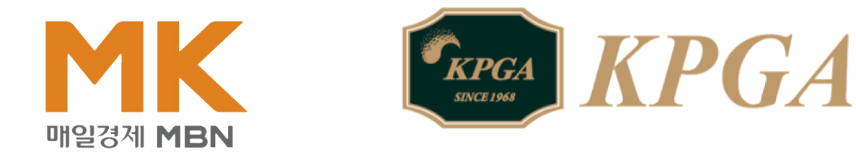 MK
매일경제 MBN
KPGA
SINCE 1968
KPGA